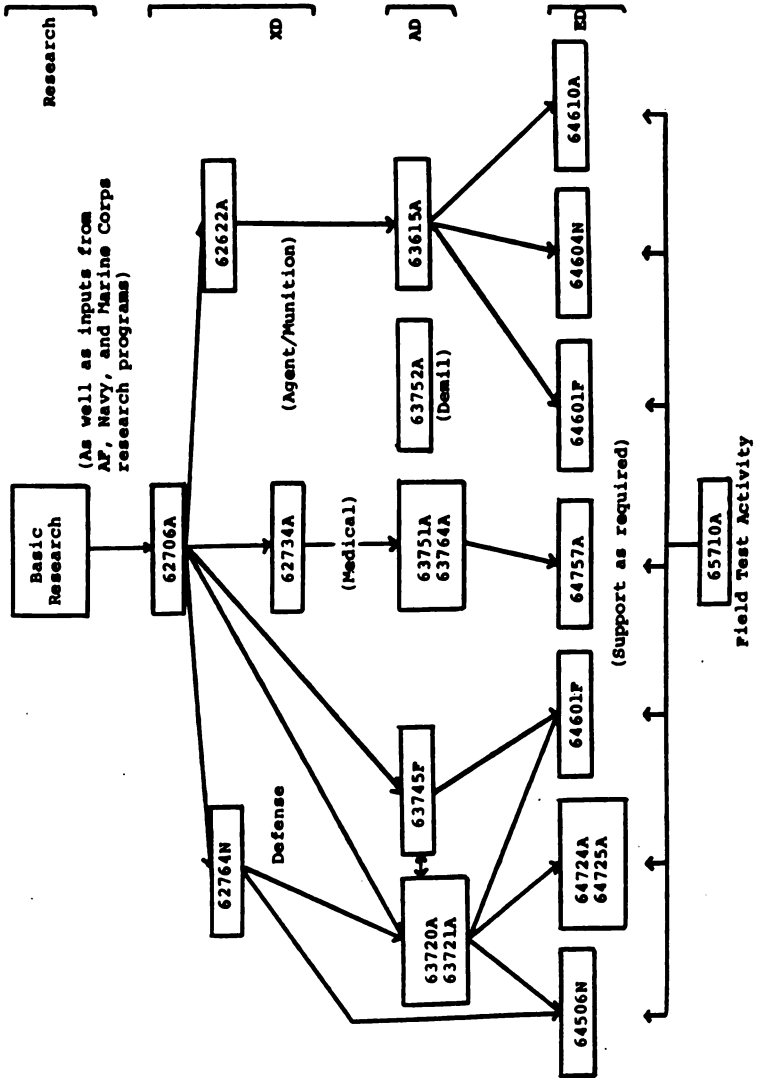 Research
XD
AD
ED
Basic
Research
(As well as inputs from
AF, Navy, and Marine Corps
research programs)
62706A
62764N
Defense
62734A
62622A
(Medical)
(Agent/Munition)
63720A
63721A
63745F
63751A
63764A
63752A
(Demil)
63615A
64506N
64724A
64725A
64601F
64757A
64601F
64604N
64610A
(Support as required)
65710A
Field Test Activity